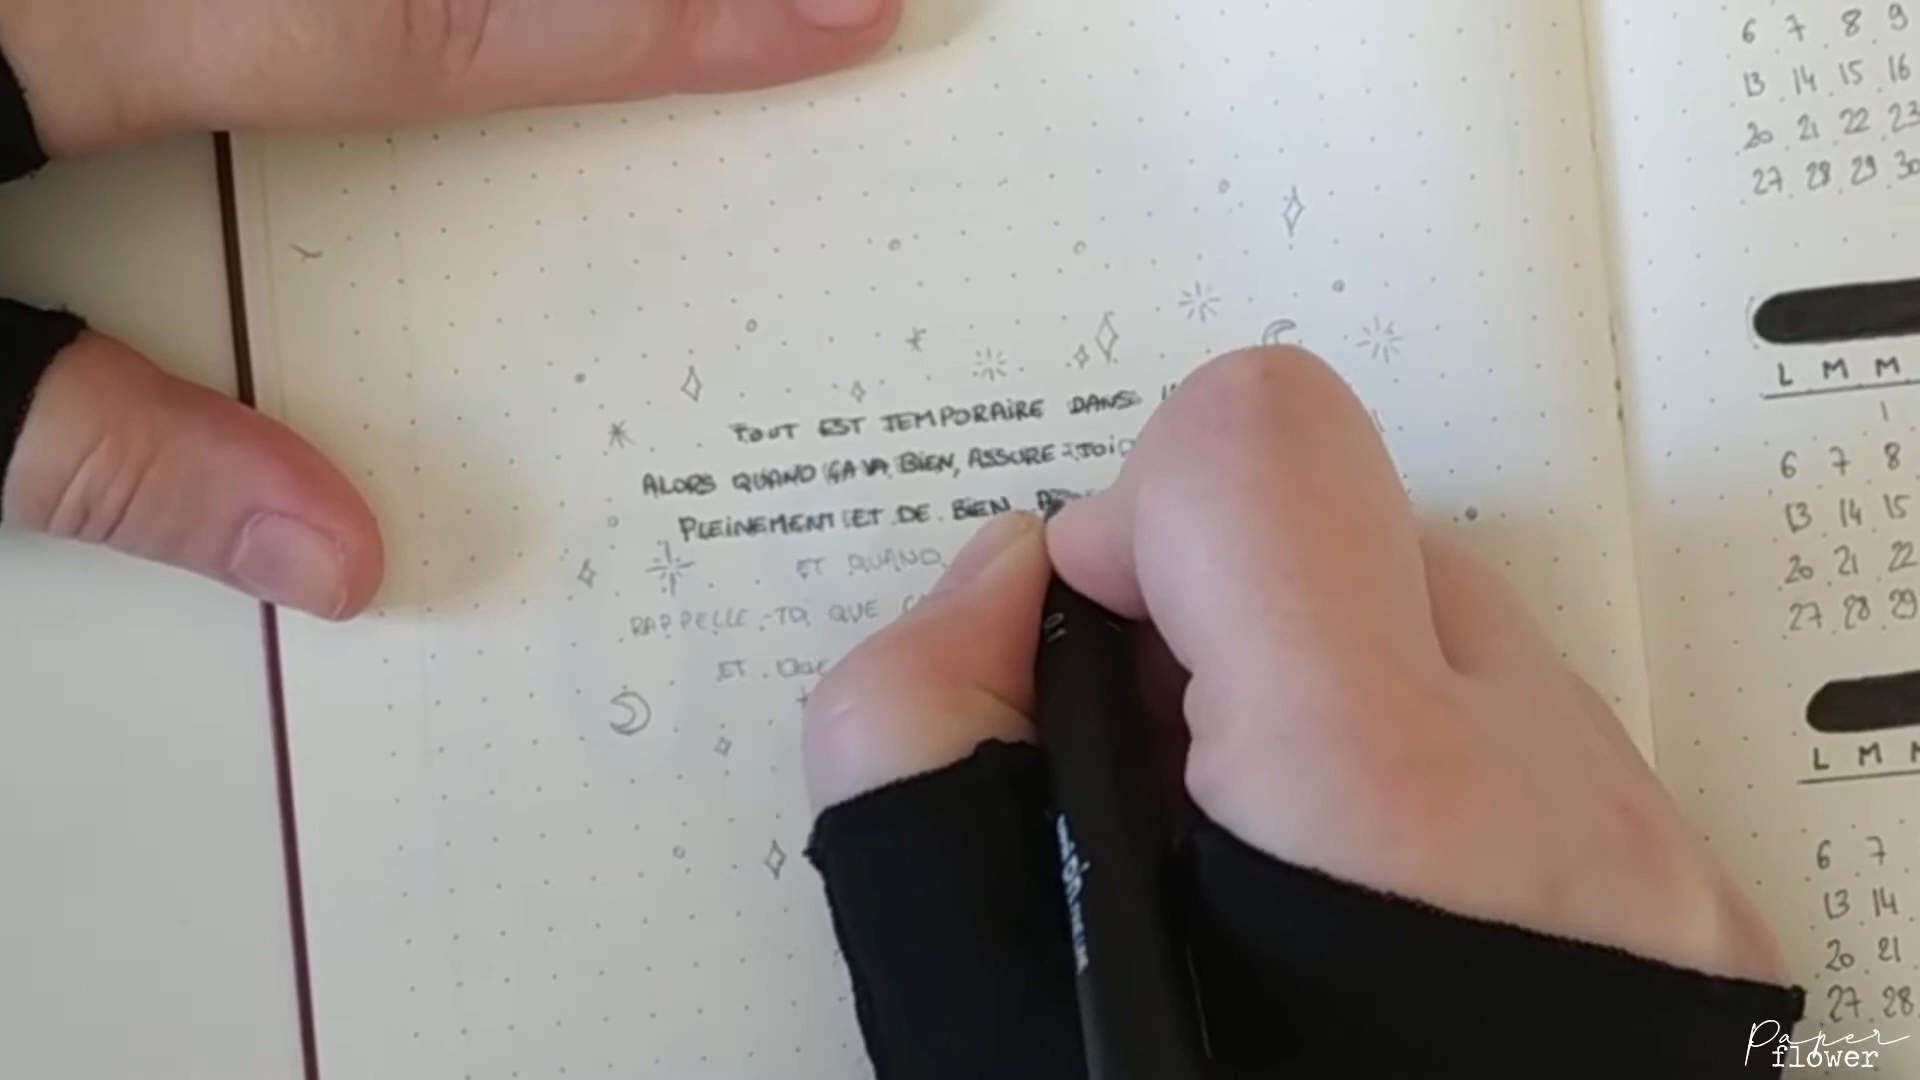 TOUT EST TEMPORAIRE DANS
ALORS QUANO ÇA VA BIEN, ASSURE-TOI
PLEINEMENT ET DE BIEN
ET QUAND
RAPPELLE-TOI QUE
ET QUE
6 7 8 9
13 14 15 16
20 21 22 23
27 28 29 30
L M M
1
6 7 8
13 14 15
20 21 22
27 28 29
L M M
6 7
13 14
20 21
27 28
Paper
flower